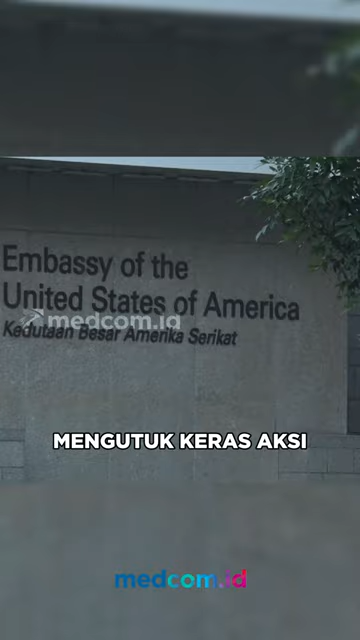 Embassy of the
United States of America
medcom.id
Kedutaan Besar Amerika Serikat
MENGUTUK KERAS AKSI
medcom.id